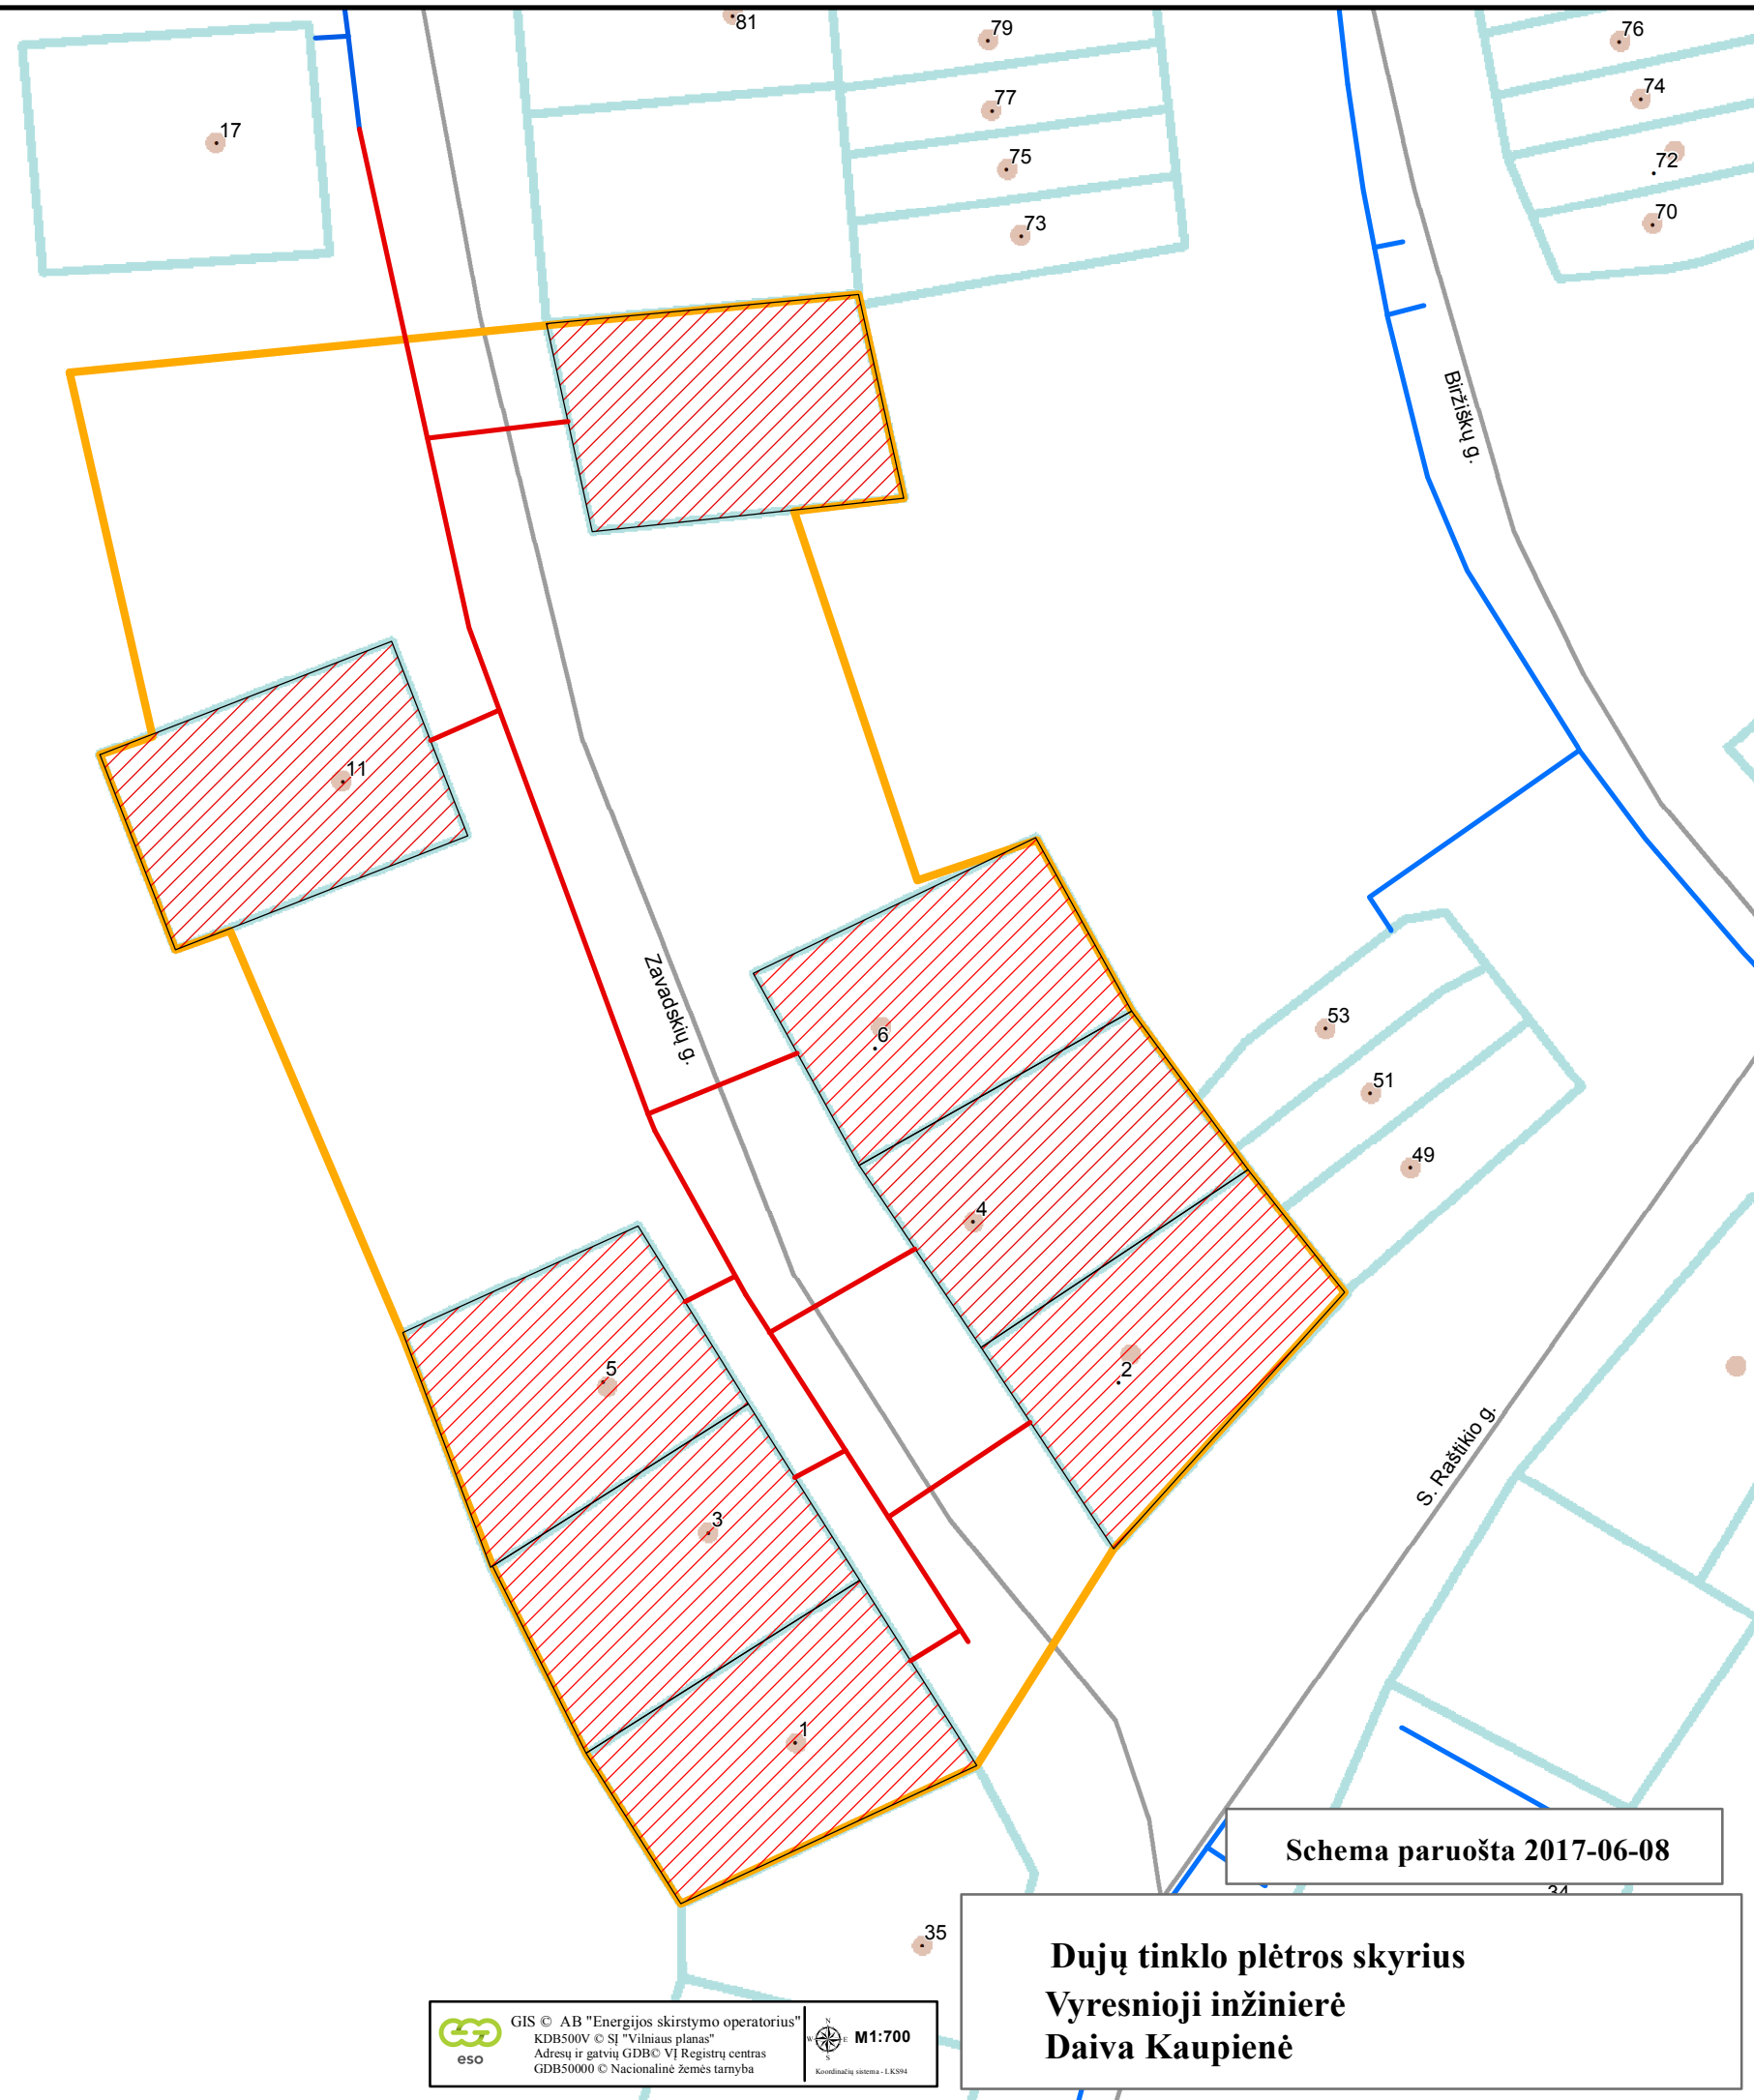 81
79
76
77
74
17
75
72
73
70
Biržiškų g.
11
Zavadskių g.
6
53
51
49
4
5
2
3
S. Raštikio g.
1
Schema paruošta 2017-06-08
34
35
Dujų tinklo plėtros skyrius
Vyresnioji inžinierė
Daiva Kaupienė
eso
GIS © AB "Energijos skirstymo operatorius"
KDB500V © SĮ "Vilniaus planas"
Adresų ir gatvių GDB© VĮ Registrų centras
GDB50000 © Nacionalinė žemės tarnyba
N
W E
S
M1:700
Koordinačių sistema - LKS94